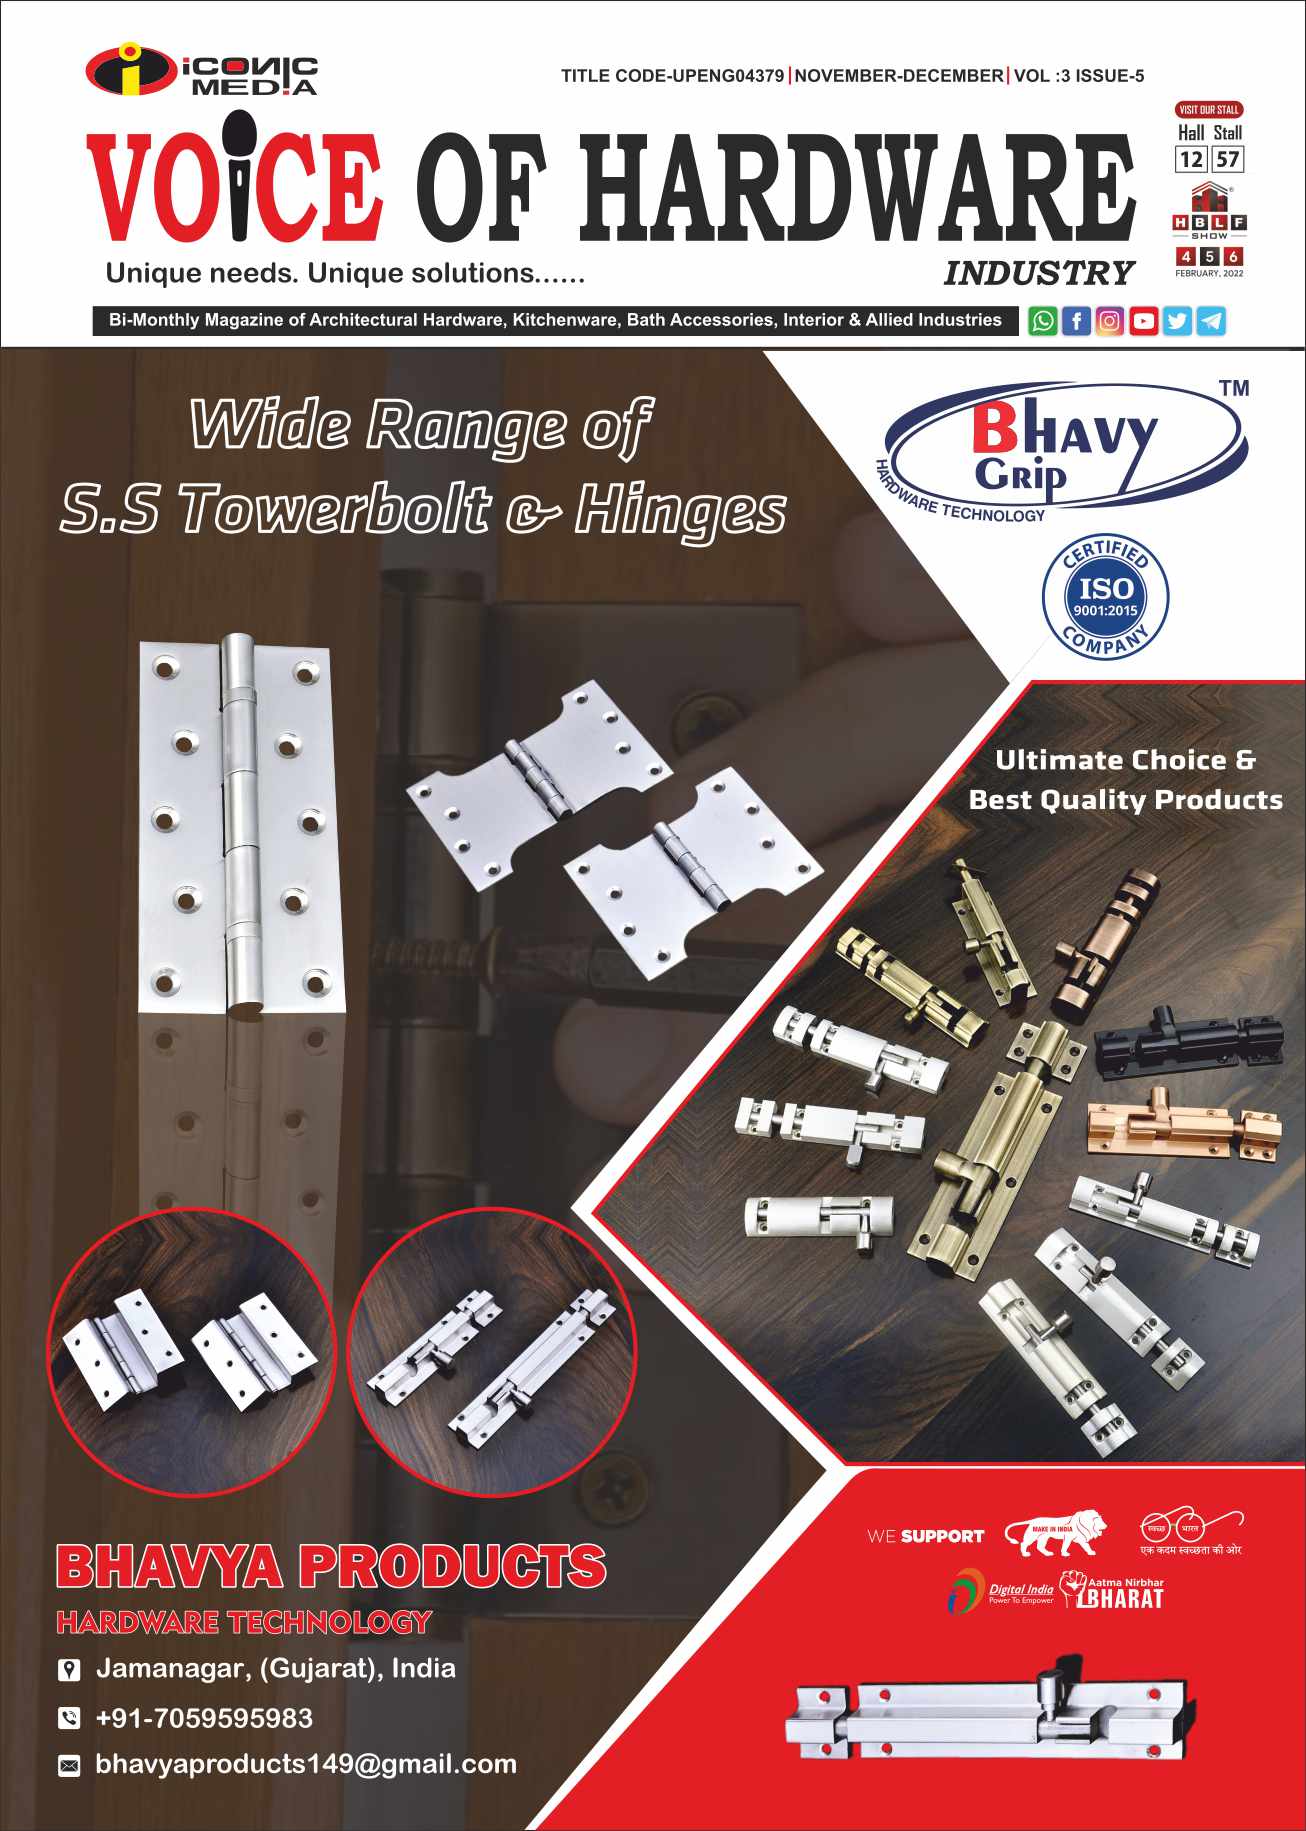 iCONIC
MEDIA
TITLE CODE-UPENG04379|NOVEMBER-DECEMBER|VOL :3 ISSUE-5
VISIT OUR STALL
Hall Stall
12 57
HBLF
SHOW
4 5 6
FEBRUARY, 2022
VOiCE OF HARDWARE
Unique needs. Unique solutions......
INDUSTRY
Bi-Monthly Magazine of Architectural Hardware, Kitchenware, Bath Accessories, Interior & Allied Industries
Wide Range of
S.S Towerbolt & Hinges
TM
BHAVY
GRIP
HARDWARE TECHNOLOGY
CERTIFIED
ISO
9001:2015
COMPANY
Ultimate Choice &
Best Quality Products
WE SUPPORT
MAKE IN INDIA
स्वच्छ भारत
एक कदम स्वच्छता की ओर
Digital India
Power To Empower
Aatma Nirbhar
BHARAT
BHAVYA PRODUCTS
HARDWARE TECHNOLOGY
Jamanagar, (Gujarat), India
+91-7059595983
bhavyaproducts149@gmail.com